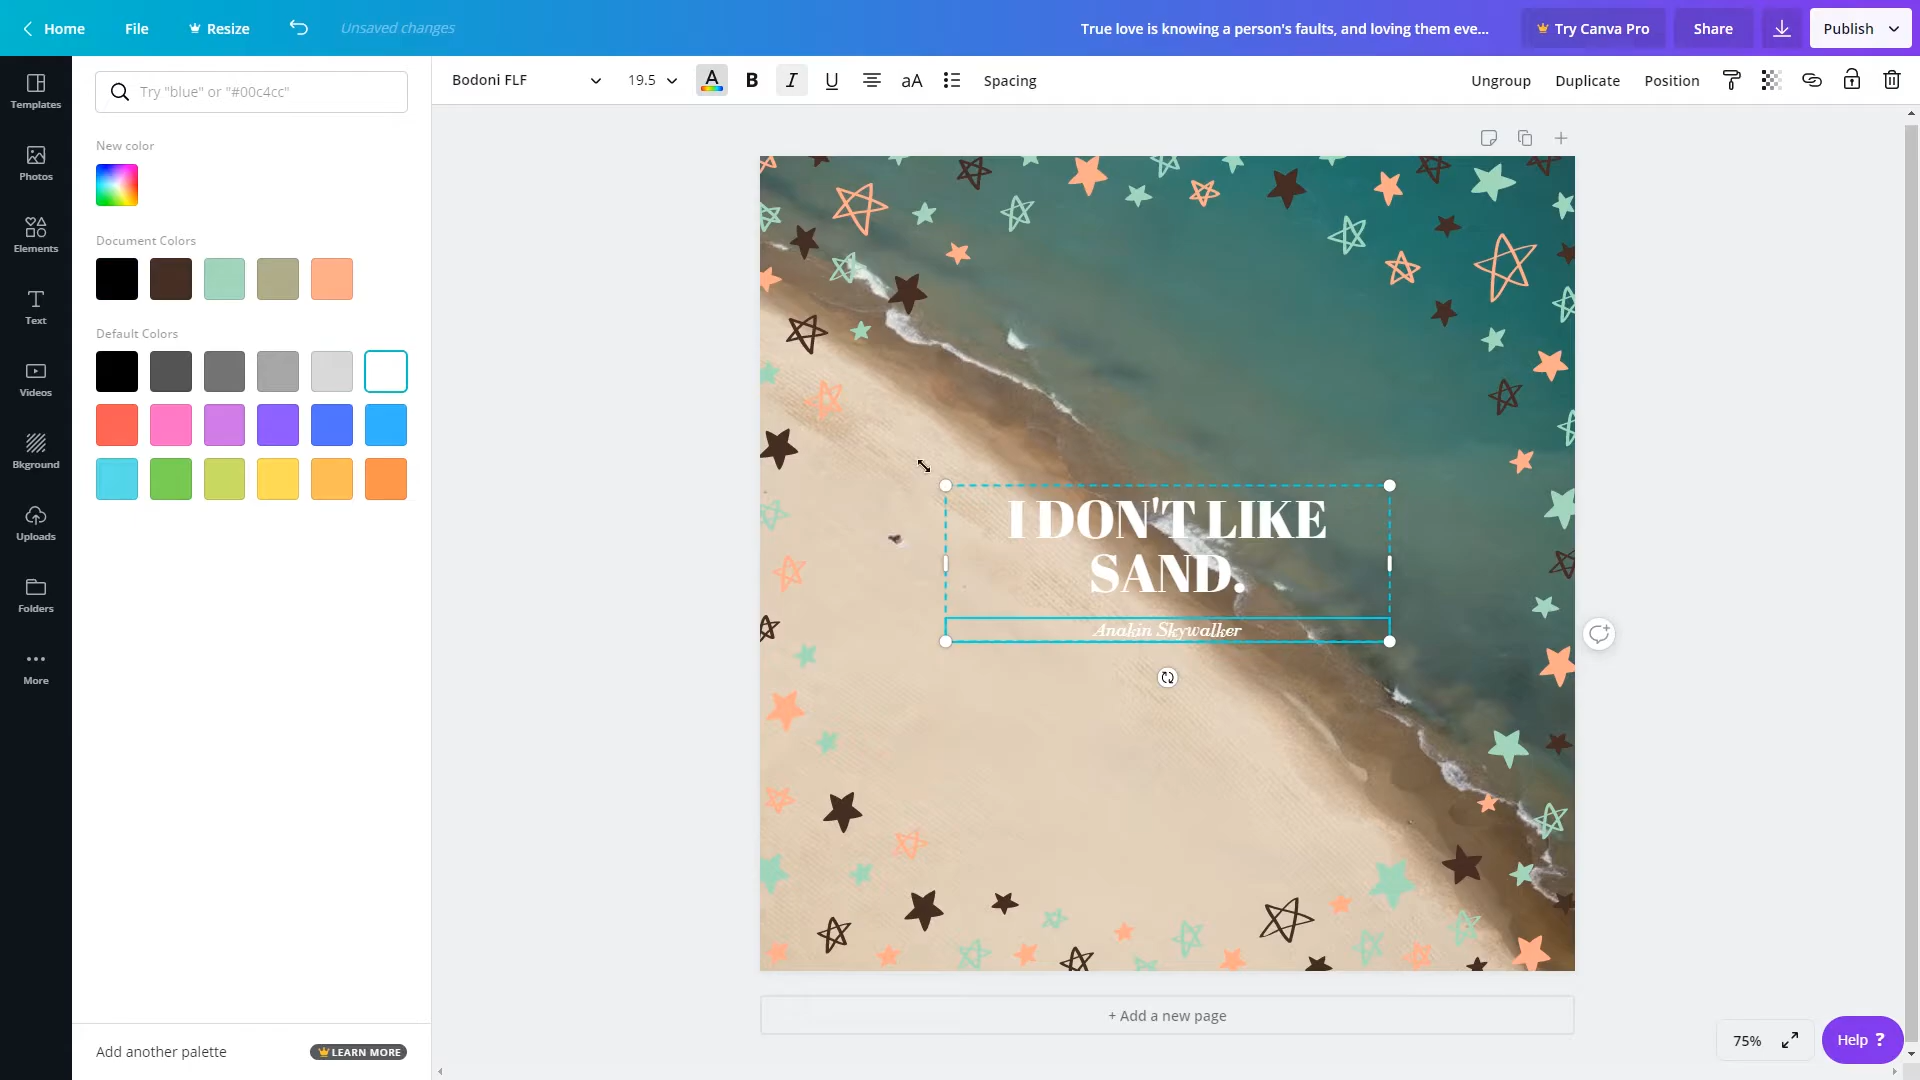 Home File Resize Unsaved changes True love is knowing a person's faults, and loving them eve... Try Canva Pro Share Publish
Bodoni FLF 19.5 A B I U aA Spacing Ungroup Duplicate Position
Try "blue" or "#00c4cc"
Templates
Photos
Elements
Text
Videos
Bkground
Uploads
Folders
More
New color
Document Colors
Default Colors
I DON'T LIKE
SAND.
Anakin Skywalker
+ Add a new page
Add another palette LEARN MORE
75% Help ?